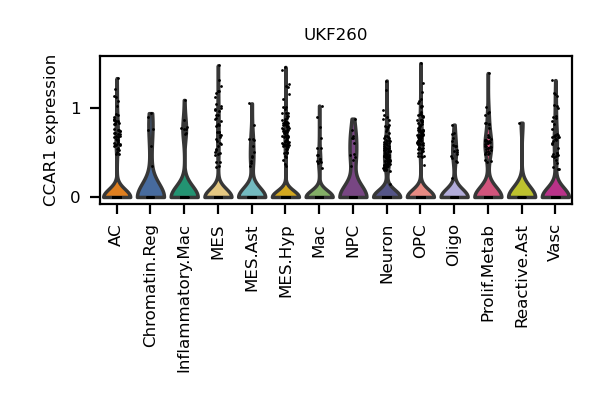 UKF260
CCAR1 expression
1
0
AC
Chromatin.Reg
Inflammatory.Mac
MES
MES.Ast
MES.Hyp
Mac
NPC
Neuron
OPC
Oligo
Prolif.Metab
Reactive.Ast
Vasc